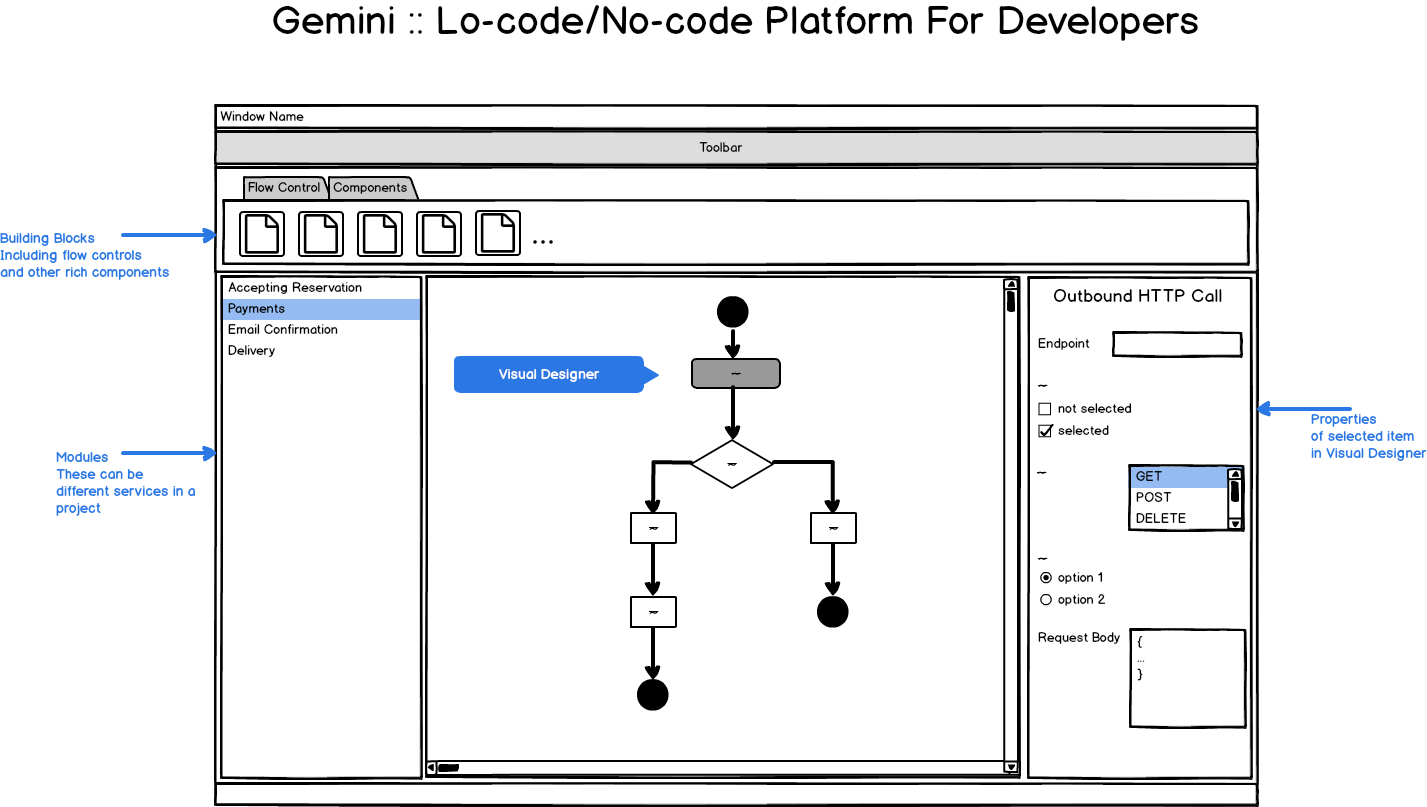 Gemini :: Lo-code/No-code Platform For Developers
Window Name
Toolbar
Flow Control
Components
...
Building Blocks
Including flow controls
and other rich components
Accepting Reservation
Payments
Email Confirmation
Delivery
Modules
These can be
different services in a
project
Visual Designer
Outbound HTTP Call
Endpoint
not selected
selected
GET
POST
DELETE
option 1
option 2
Request Body
{
...
}
Properties
of selected item
in Visual Designer